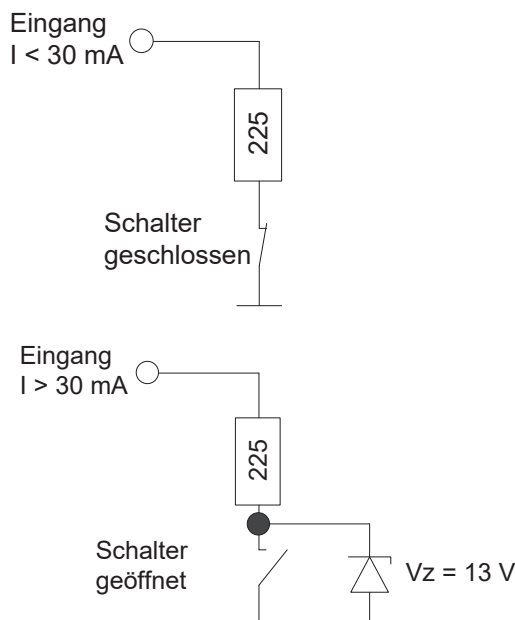 Eingang
I < 30 mA
225
Schalter
geschlossen
Eingang
I > 30 mA
225
Schalter
geöffnet
Vz = 13 V